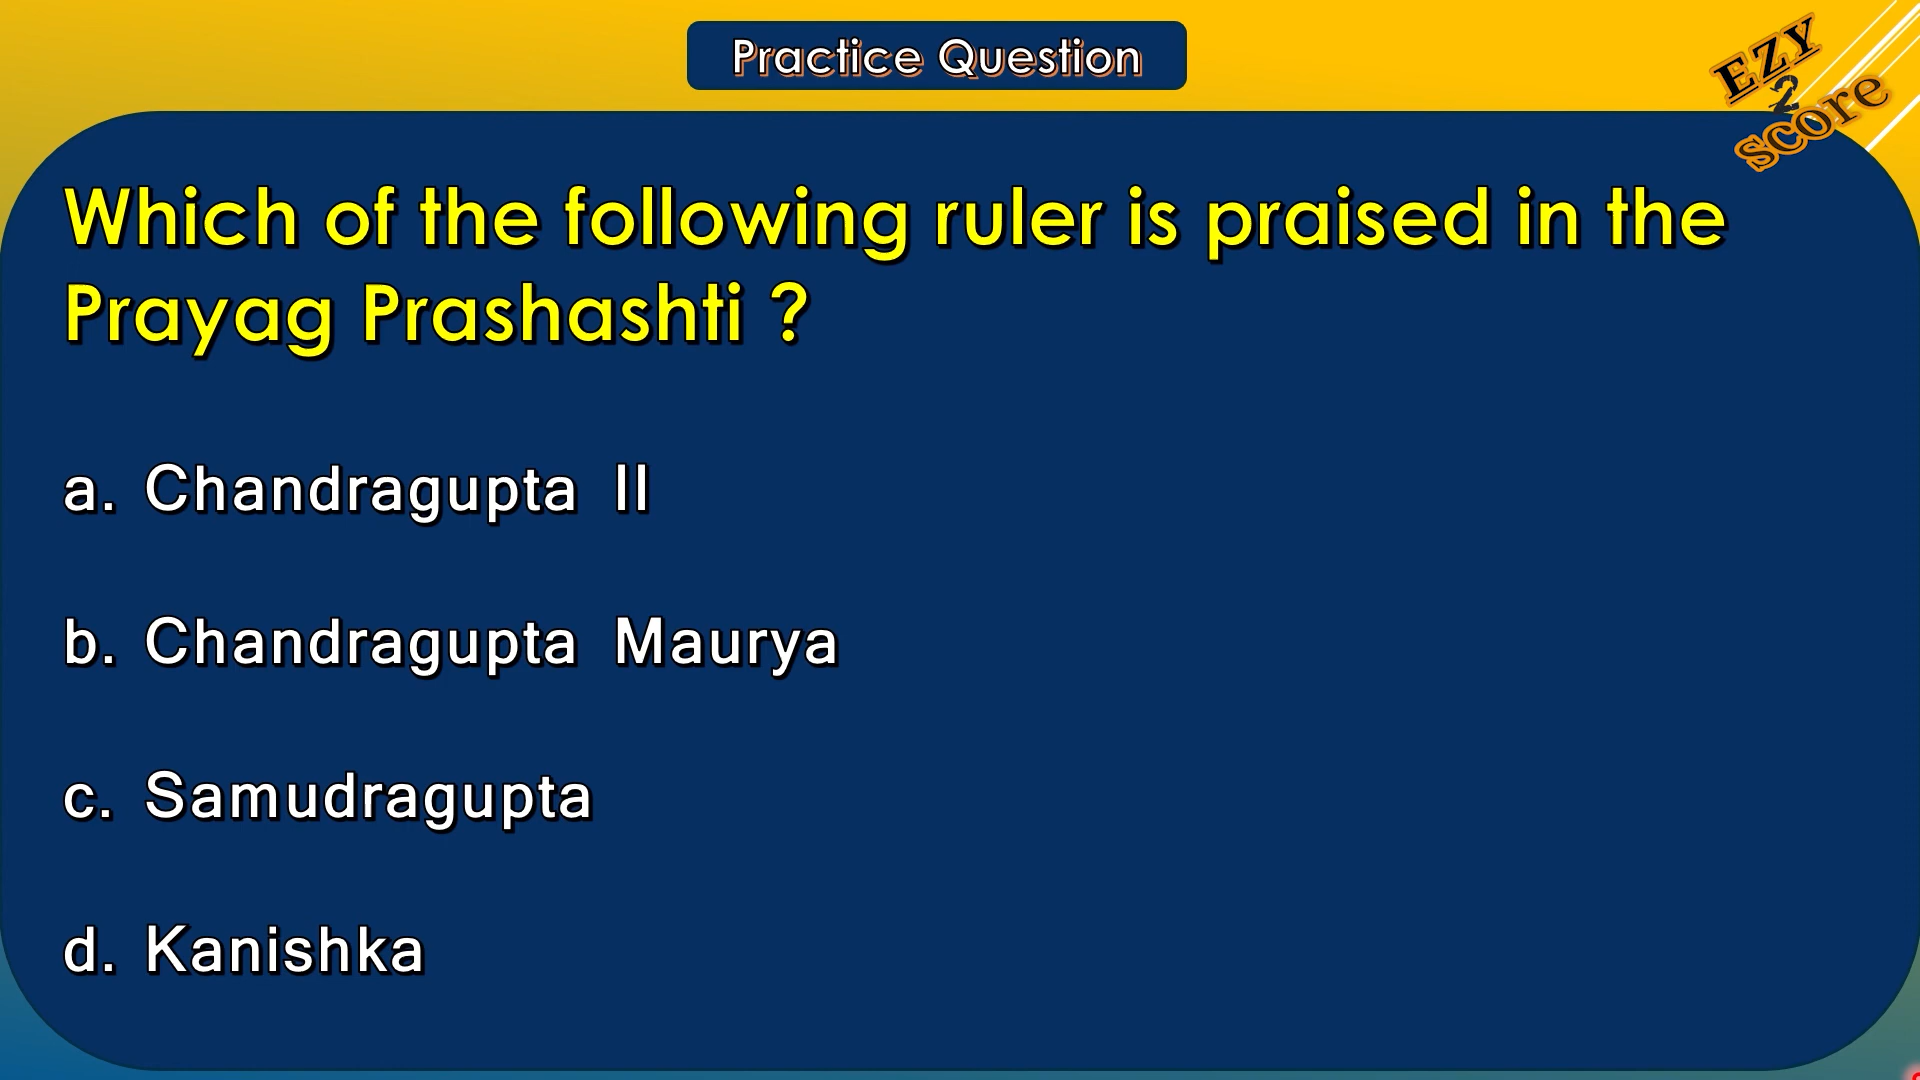 Practice Question
EZY
2
score
Which of the following ruler is praised in the
Prayag Prashashti ?
a. Chandragupta II
b. Chandragupta Maurya
c. Samudragupta
d. Kanishka